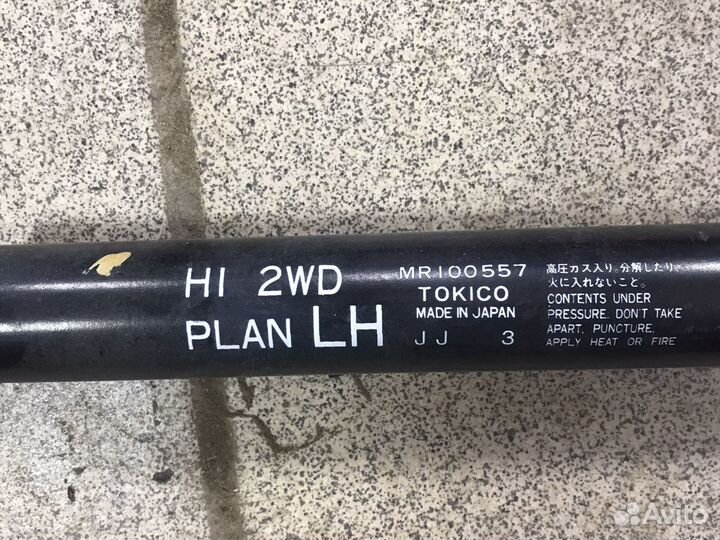 HI 2WD
PLAN LH
MR100557
TOKICO
MADE IN JAPAN
JJ 3
高圧ガス入り 分解したり、
火に入れないこと。
CONTENTS UNDER
PRESSURE. DON'T TAKE
APART, PUNCTURE,
APPLY HEAT OR FIRE
Avito